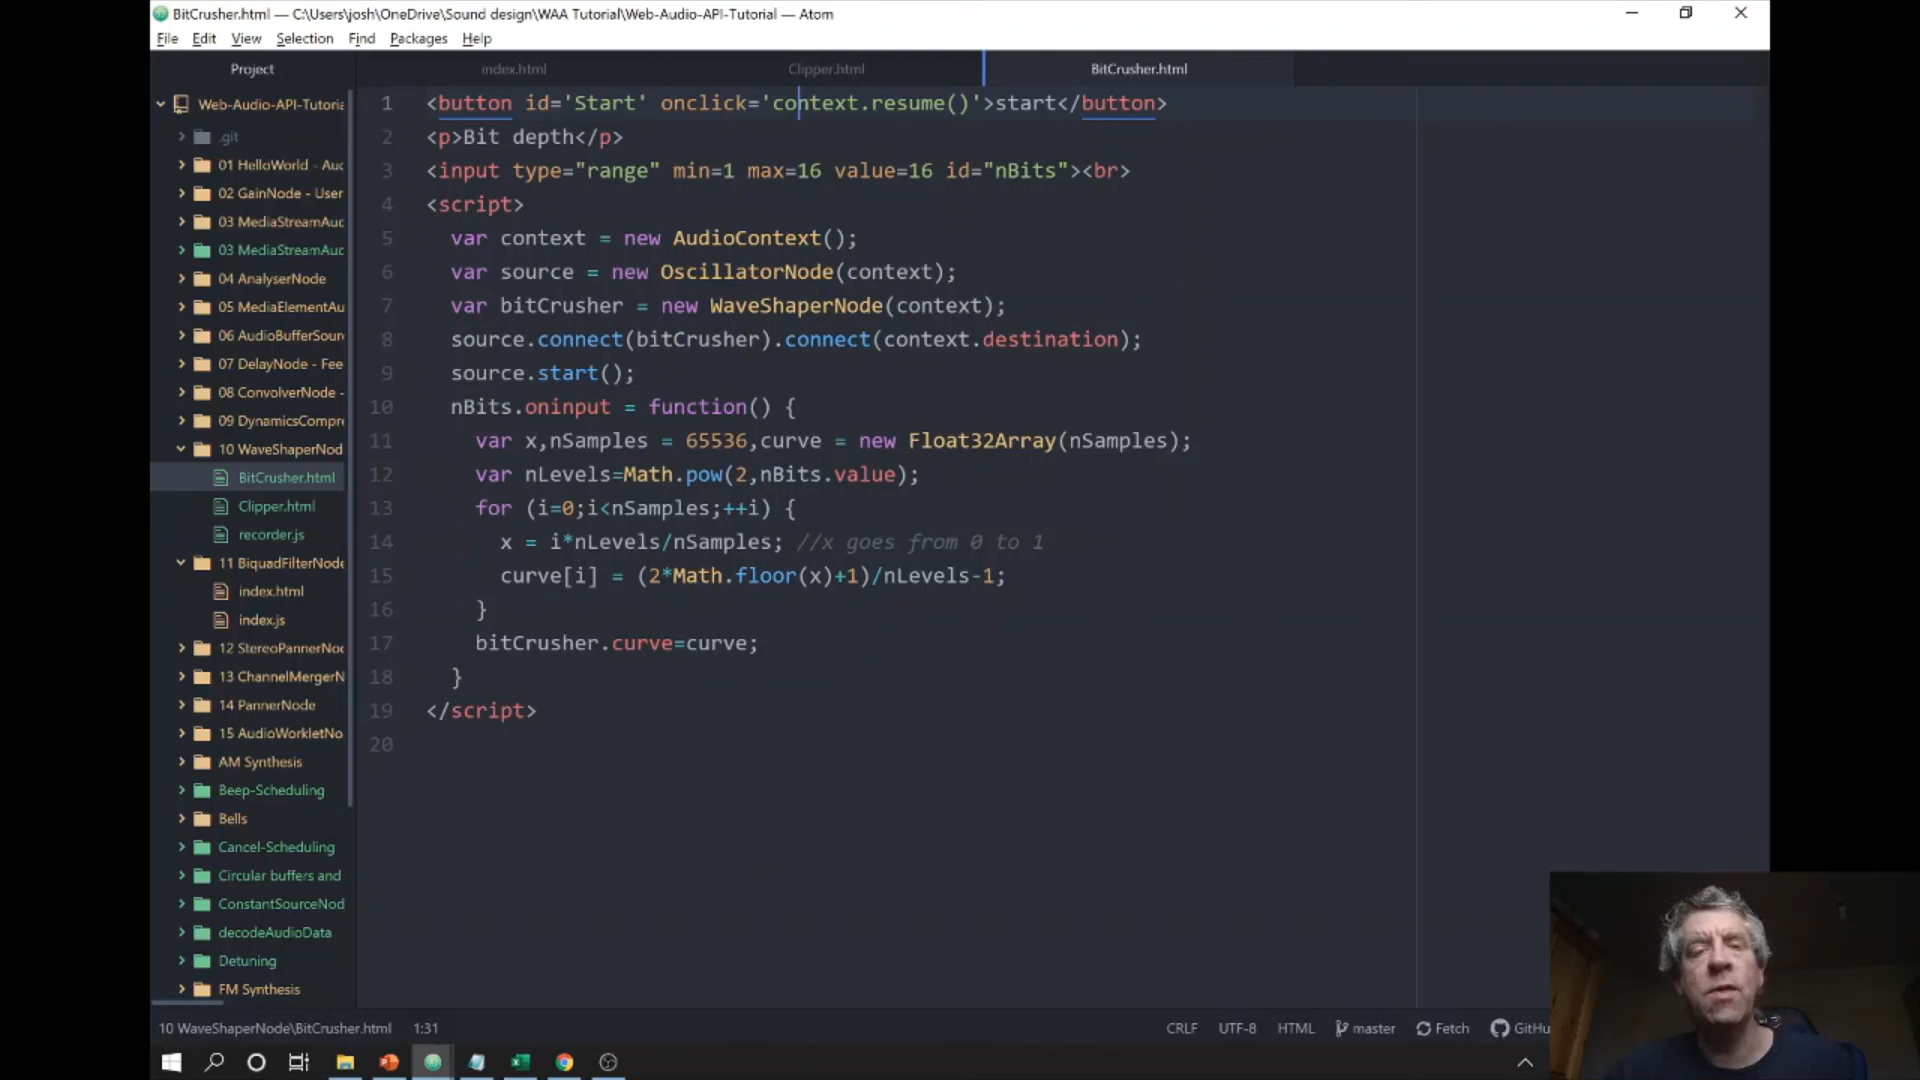 BitCrusher.html — C:\Users\josh\OneDrive\Sound design\WAA Tutorial\Web-Audio-API-Tutorial — Atom
File Edit View Selection Find Packages Help
Project
index.html
Clipper.html
BitCrusher.html
Web-Audio-API-Tutoria
.git
01 HelloWorld - Aud
02 GainNode - User
03 MediaStreamAud
03 MediaStreamAud
04 AnalyserNode
05 MediaElementAu
06 AudioBufferSour
07 DelayNode - Fee
08 ConvolverNode -
09 DynamicsCompre
10 WaveShaperNod
BitCrusher.html
Clipper.html
recorder.js
11 BiquadFilterNode
index.html
index.js
12 StereoPannerNod
13 ChannelMergerN
14 PannerNode
15 AudioWorkletNo
AM Synthesis
Beep-Scheduling
Bells
Cancel-Scheduling
Circular buffers and
ConstantSourceNod
decodeAudioData
Detuning
FM Synthesis
1 <button id='Start' onclick='context.resume()'>start</button>
2 <p>Bit depth</p>
3 <input type="range" min=1 max=16 value=16 id="nBits"><br>
4 <script>
5 var context = new AudioContext();
6 var source = new OscillatorNode(context);
7 var bitCrusher = new WaveShaperNode(context);
8 source.connect(bitCrusher).connect(context.destination);
9 source.start();
10 nBits.oninput = function() {
11 var x,nSamples = 65536,curve = new Float32Array(nSamples);
12 var nLevels=Math.pow(2,nBits.value);
13 for (i=0;i<nSamples;++i) {
14 x = i*nLevels/nSamples; //x goes from 0 to 1
15 curve[i] = (2*Math.floor(x)+1)/nLevels-1;
16 }
17 bitCrusher.curve=curve;
18 }
19 </script>
20
10 WaveShaperNode\BitCrusher.html 1:31
CRLF UTF-8 HTML master Fetch GitHu